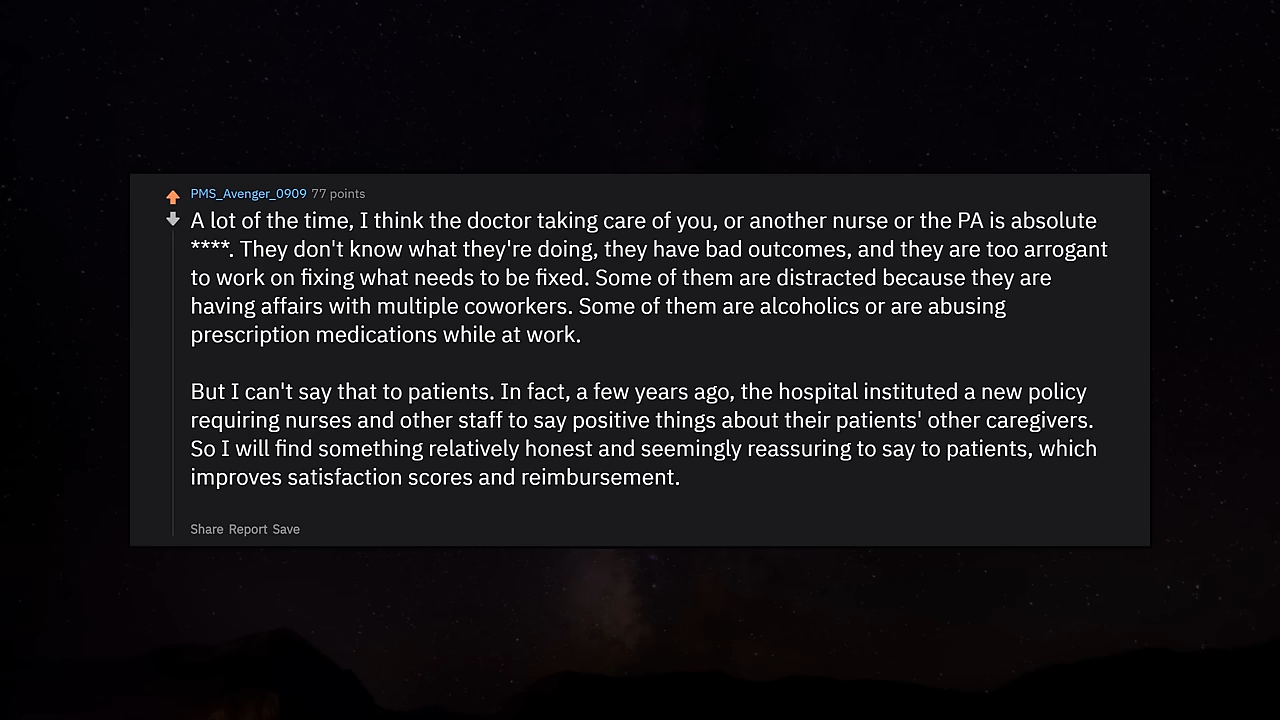 PMS_Avenger_0909 77 points
A lot of the time, I think the doctor taking care of you, or another nurse or the PA is absolute
****. They don't know what they're doing, they have bad outcomes, and they are too arrogant
to work on fixing what needs to be fixed. Some of them are distracted because they are
having affairs with multiple coworkers. Some of them are alcoholics or are abusing
prescription medications while at work.
But I can't say that to patients. In fact, a few years ago, the hospital instituted a new policy
requiring nurses and other staff to say positive things about their patients' other caregivers.
So I will find something relatively honest and seemingly reassuring to say to patients, which
improves satisfaction scores and reimbursement.
Share Report Save